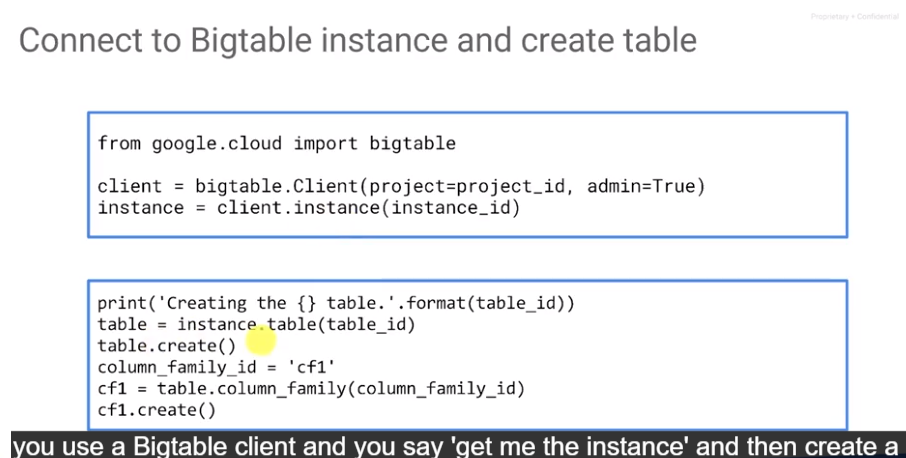 Proprietary + Confidential
Connect to Bigtable instance and create table
from google.cloud import bigtable
client = bigtable.Client(project=project_id, admin=True)
instance = client.instance(instance_id)
print('Creating the {} table.'.format(table_id))
table = instance.table(table_id)
table.create()
column_family_id = 'cf1'
cf1 = table.column_family(column_family_id)
cf1.create()
you use a Bigtable client and you say 'get me the instance' and then create a